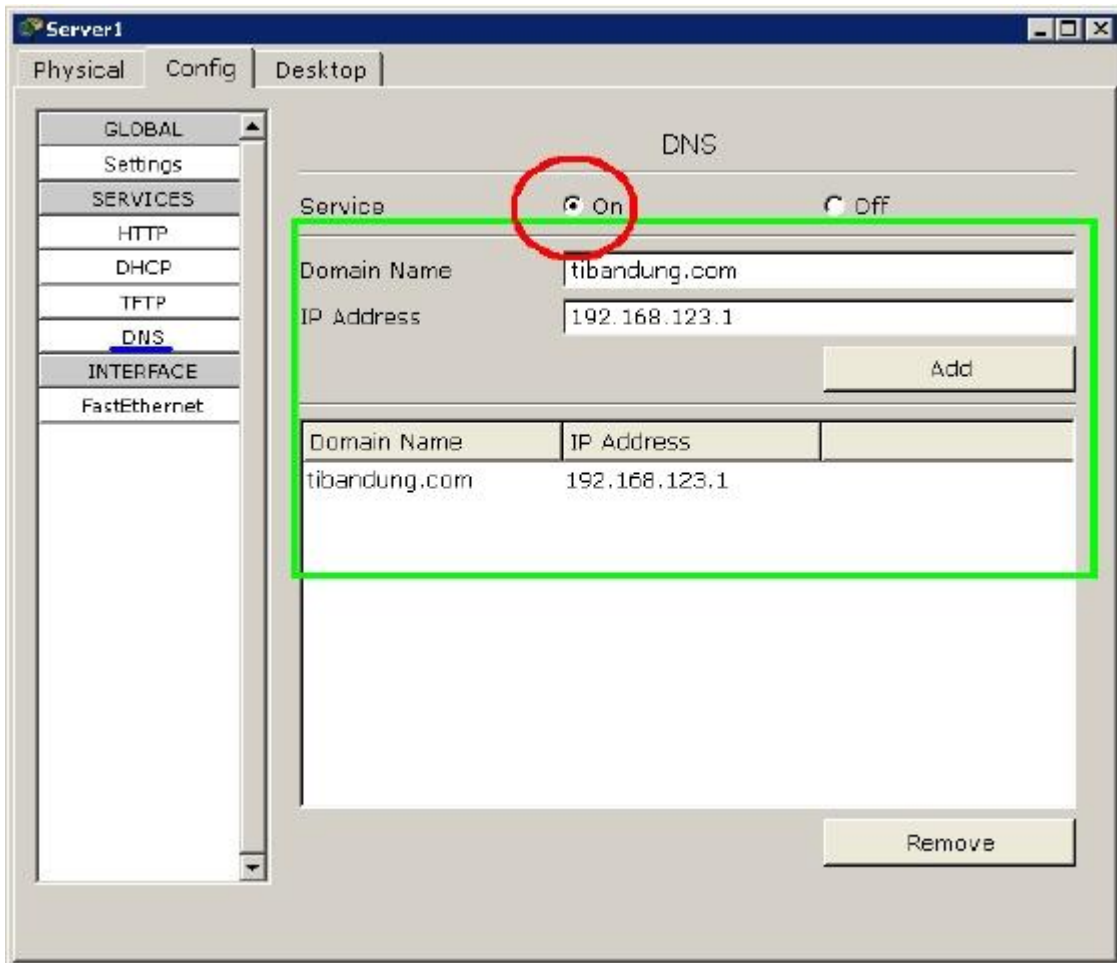 Server1
Physical Config Desktop
GLOBAL
Settings
SERVICES
HTTP
DHCP
TFTP
DNS
INTERFACE
FastEthernet
DNS
Service On Off
Domain Name tibandung.com
IP Address 192.168.123.1
Add
Domain Name IP Address
tibandung.com 192.168.123.1
Remove